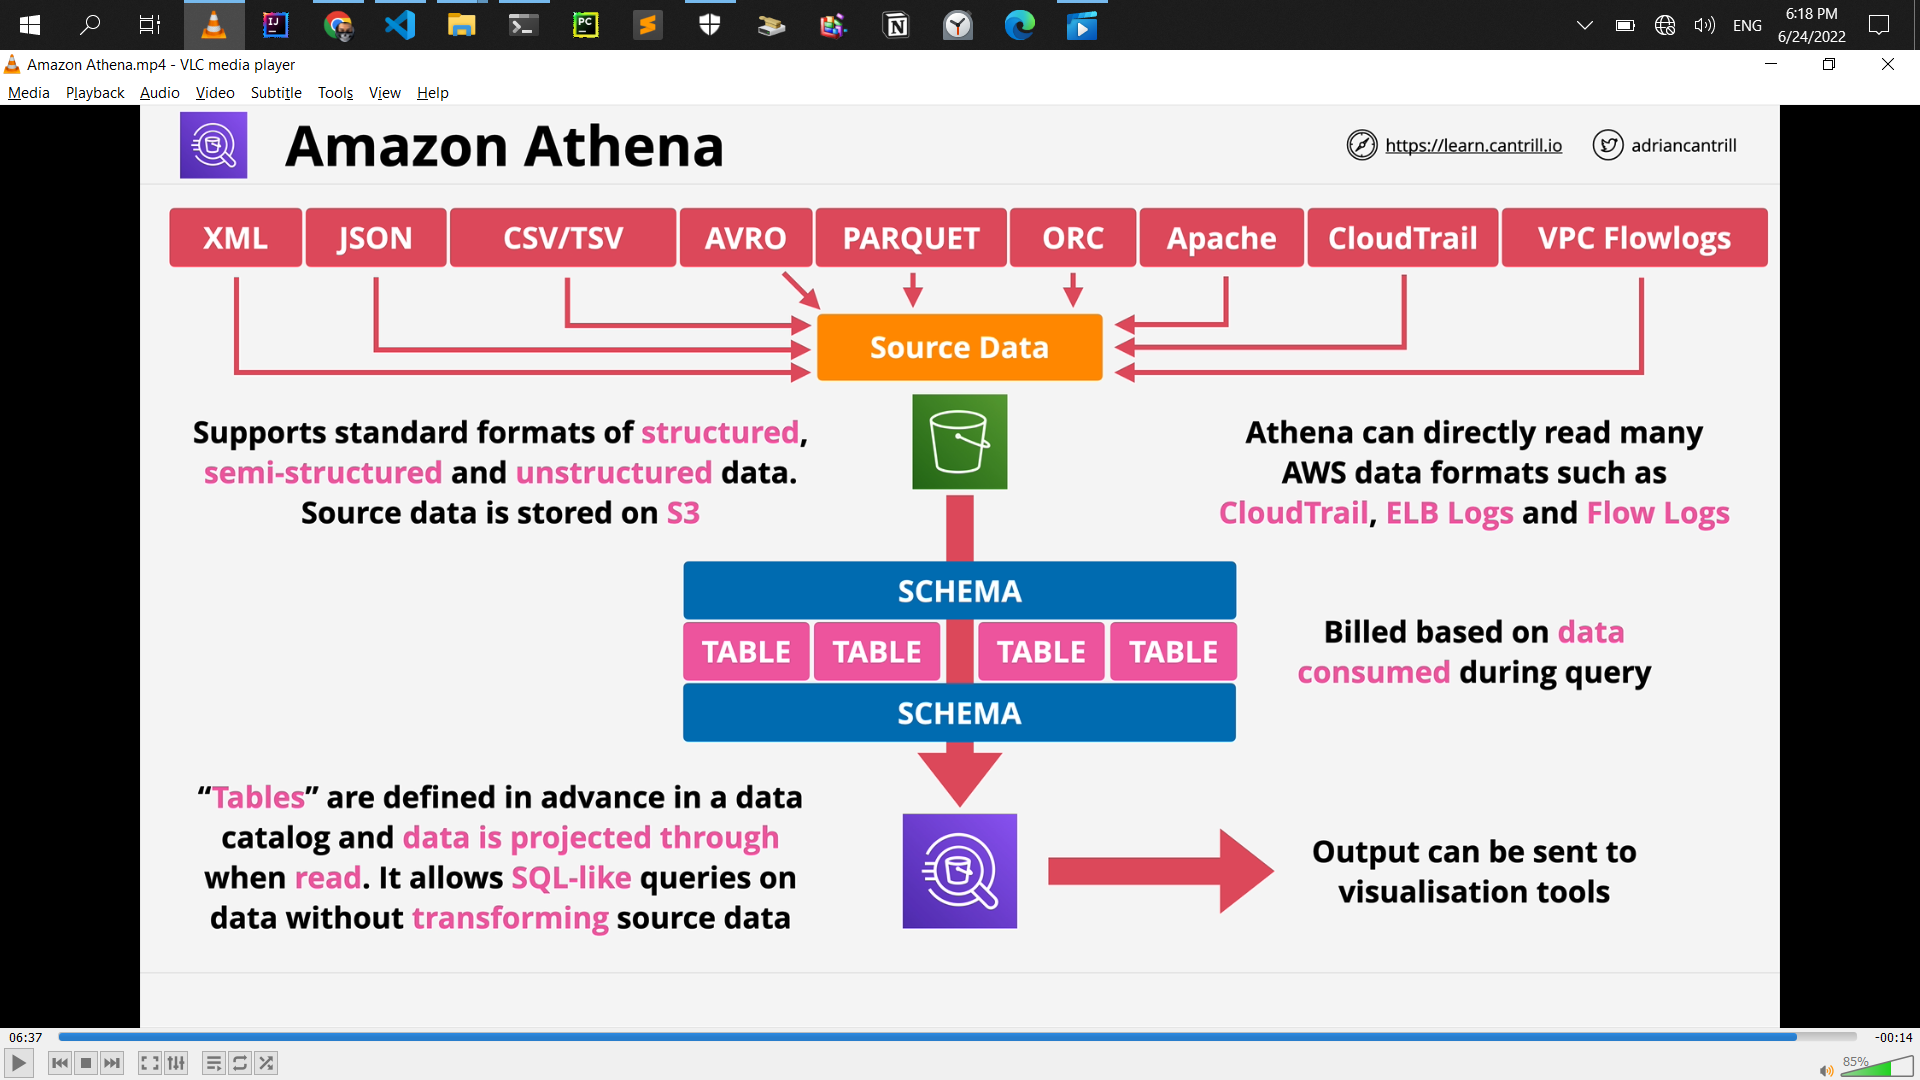 ENG
6:18 PM
6/24/2022
Amazon Athena.mp4 - VLC media player
Media Playback Audio Video Subtitle Tools View Help
Amazon Athena
https://learn.cantrill.io
adriancantrill
XML JSON CSV/TSV AVRO PARQUET ORC Apache CloudTrail VPC Flowlogs
Source Data
Supports standard formats of structured,
semi-structured and unstructured data.
Source data is stored on S3
Athena can directly read many
AWS data formats such as
CloudTrail, ELB Logs and Flow Logs
SCHEMA
TABLE TABLE TABLE TABLE
SCHEMA
Billed based on data
consumed during query
“Tables” are defined in advance in a data
catalog and data is projected through
when read. It allows SQL-like queries on
data without transforming source data
Output can be sent to
visualisation tools
06:37
-00:14
85%